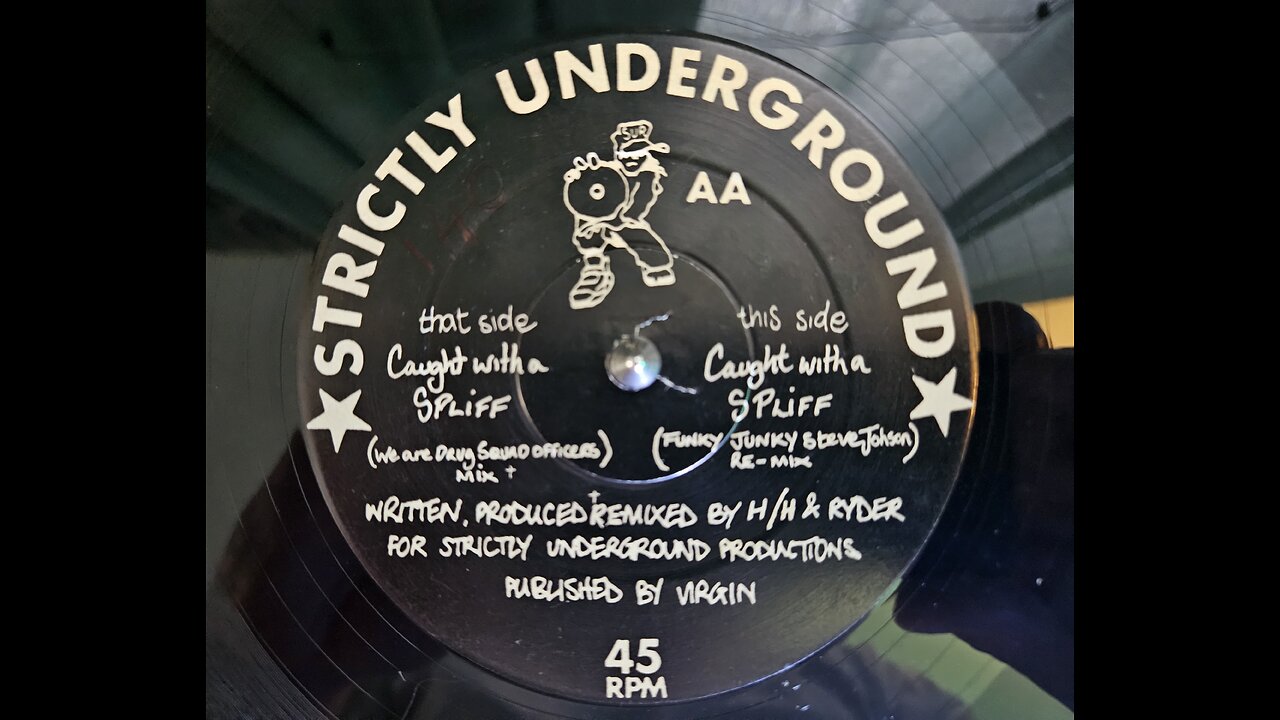 STRICTLY UNDERGROUND
SUR
AA
that side
Caught with a
SPLiFF
(We are Drug Squad officers)
Mix +
this side
Caught with a
SPLiFF
(Funky Junky Steve Johson)
Re-mix
WRITTEN, PRODUCED + REMIXED BY H/H & RYDER
FOR STRICTLY UNDERGROUND PRODUCTIONS
PUBLISHED BY VIRGIN
45
RPM